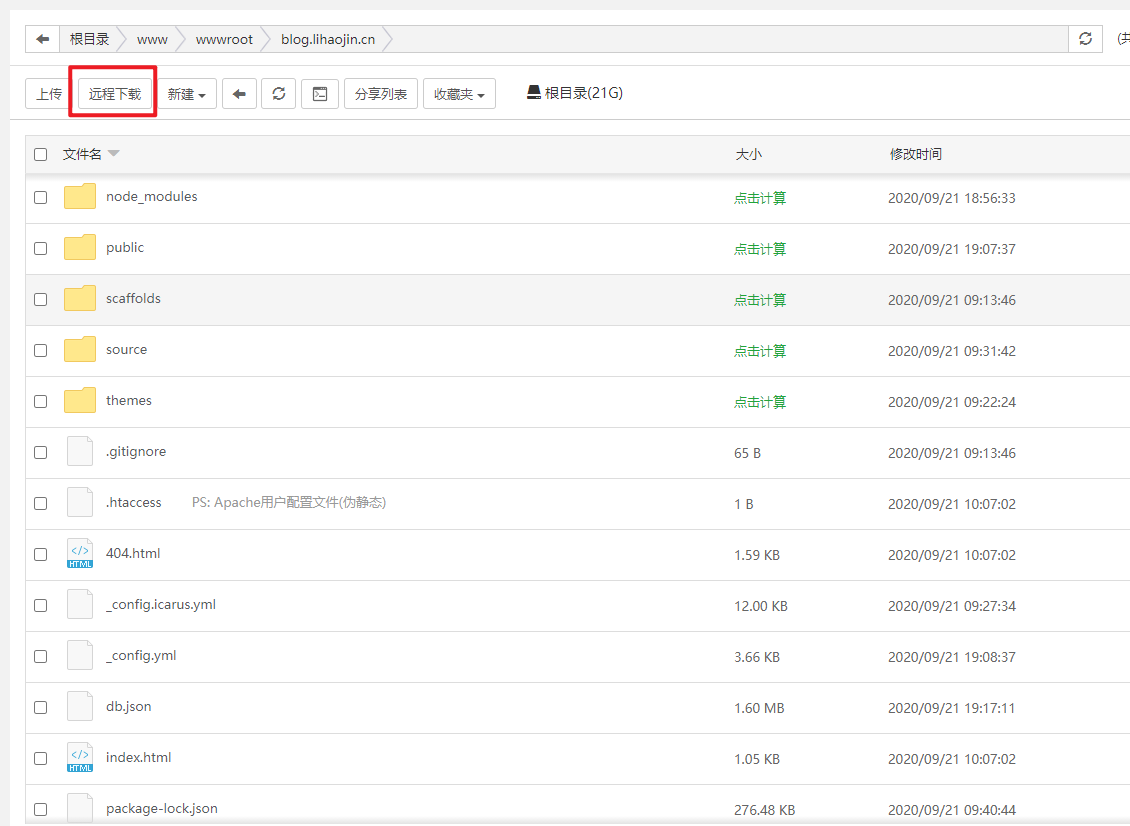 根目录 www wwwroot blog.lihaojin.cn (共
上传 远程下载 新建 分享列表 收藏夹 根目录(21G)
文件名 大小 修改时间
node_modules 点击计算 2020/09/21 18:56:33
public 点击计算 2020/09/21 19:07:37
scaffolds 点击计算 2020/09/21 09:13:46
source 点击计算 2020/09/21 09:31:42
themes 点击计算 2020/09/21 09:22:24
.gitignore 65 B 2020/09/21 09:13:46
.htaccess PS: Apache用户配置文件(伪静态) 1 B 2020/09/21 10:07:02
</> HTML 404.html 1.59 KB 2020/09/21 10:07:02
_config.icarus.yml 12.00 KB 2020/09/21 09:27:34
_config.yml 3.66 KB 2020/09/21 19:08:37
db.json 1.60 MB 2020/09/21 19:17:11
</> HTML index.html 1.05 KB 2020/09/21 10:07:02
package-lock.json 276.48 KB 2020/09/21 09:40:44